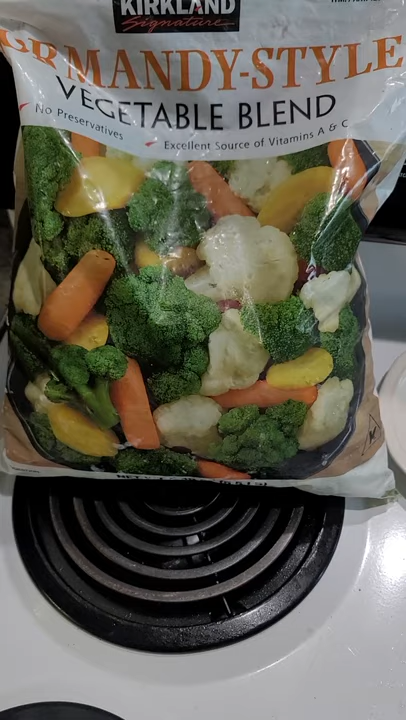 KIRKLAND
Signature
RMANDY-STYLE
VEGETABLE BLEND
No Preservatives
Excellent Source of Vitamins A & C